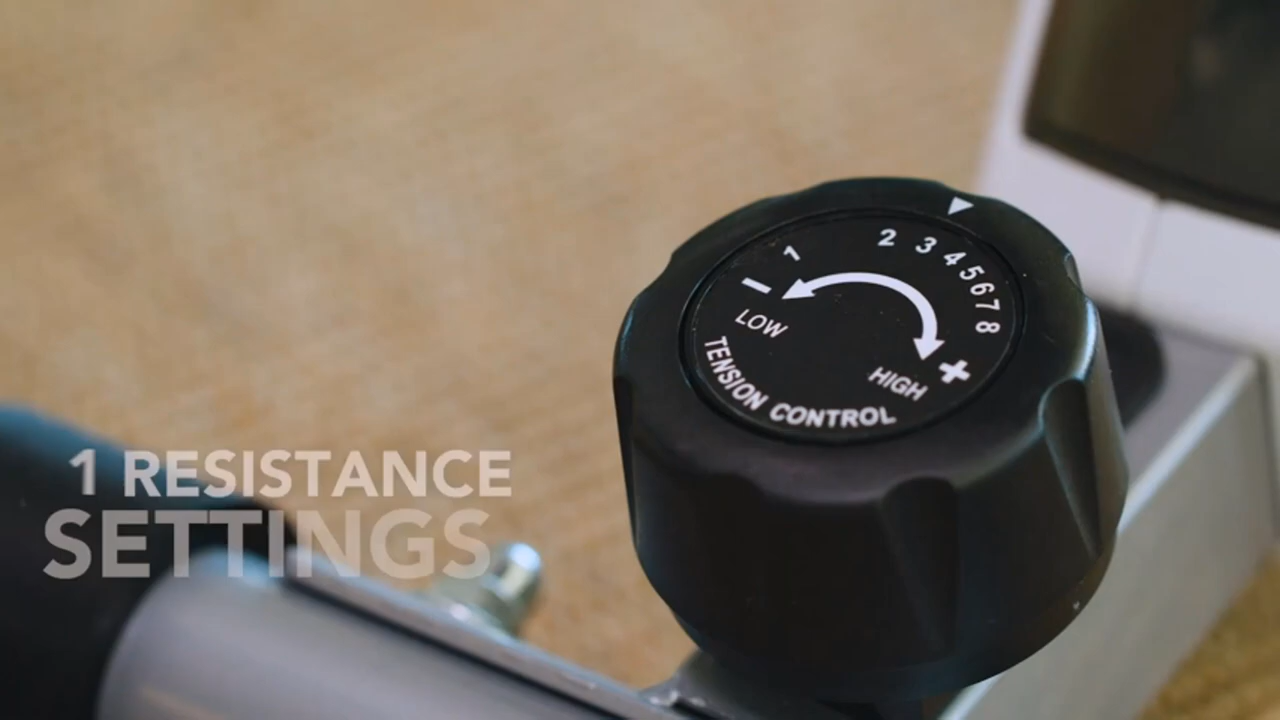 1 RESISTANCE
SETTINGS
1 2 3 4 5 6 7 8
LOW
HIGH
TENSION CONTROL